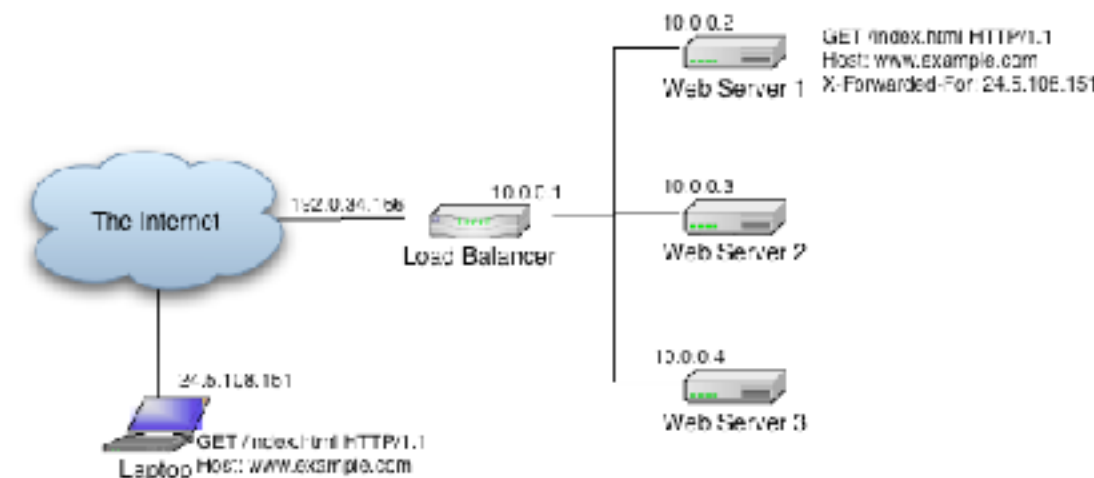 10.0.0.2
GET /index.html HTTP/1.1
Host: www.example.com
X-Forwarded-For: 24.5.108.151
Web Server 1
The Internet
192.0.34.166
10.0.0.1
Load Balancer
10.0.0.3
Web Server 2
10.0.0.4
Web Server 3
24.5.108.151
Laptop
GET /index.html HTTP/1.1
Host: www.example.com